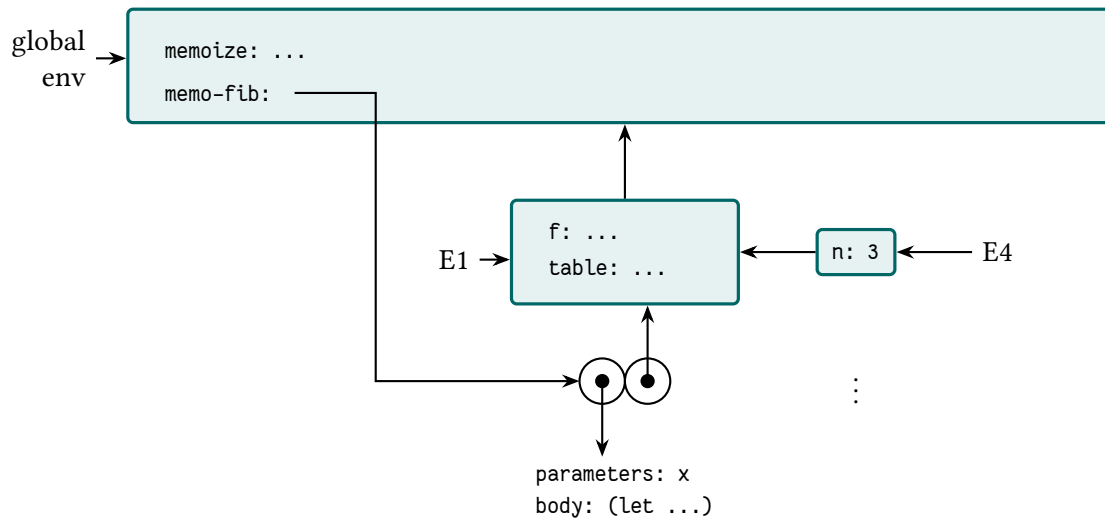 global
env
memoize: ...
memo-fib:
E1
f: ...
table: ...
n: 3
E4
⋮
parameters: x
body: (let ...)